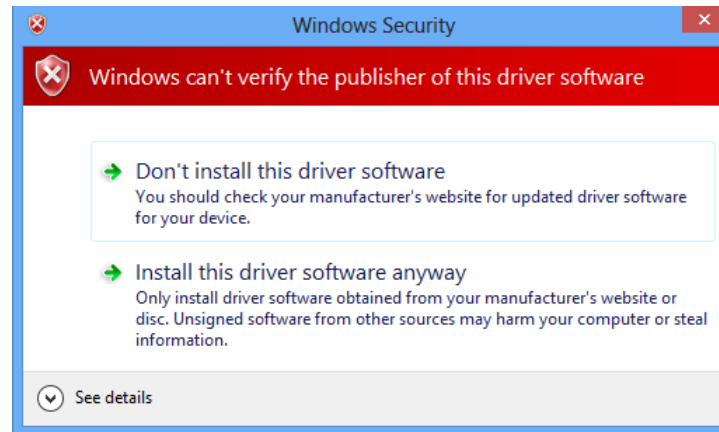 Windows Security
Windows can't verify the publisher of this driver software
Don't install this driver software
You should check your manufacturer's website for updated driver software
for your device.
Install this driver software anyway
Only install driver software obtained from your manufacturer's website or
disc. Unsigned software from other sources may harm your computer or steal
information.
See details